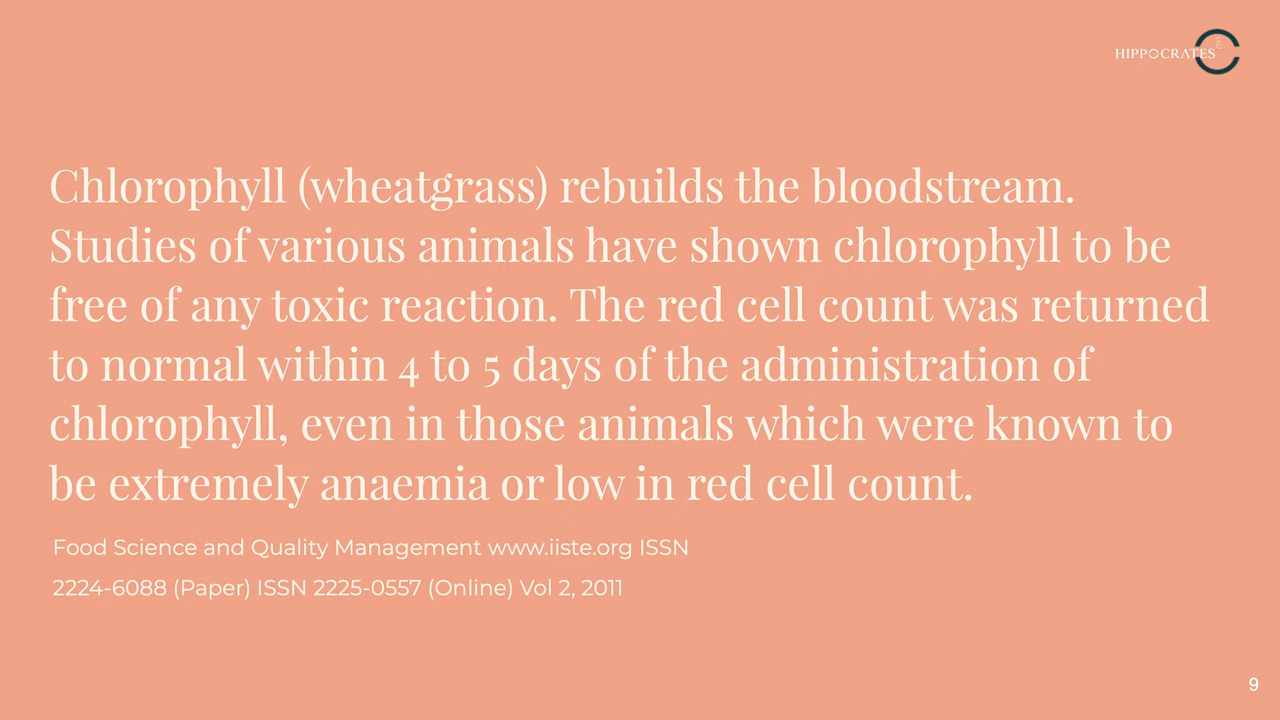 HIPPOCRATES
Chlorophyll (wheatgrass) rebuilds the bloodstream.
Studies of various animals have shown chlorophyll to be
free of any toxic reaction. The red cell count was returned
to normal within 4 to 5 days of the administration of
chlorophyll, even in those animals which were known to
be extremely anaemia or low in red cell count.
Food Science and Quality Management www.iiste.org ISSN
2224-6088 (Paper) ISSN 2225-0557 (Online) Vol 2, 2011
9